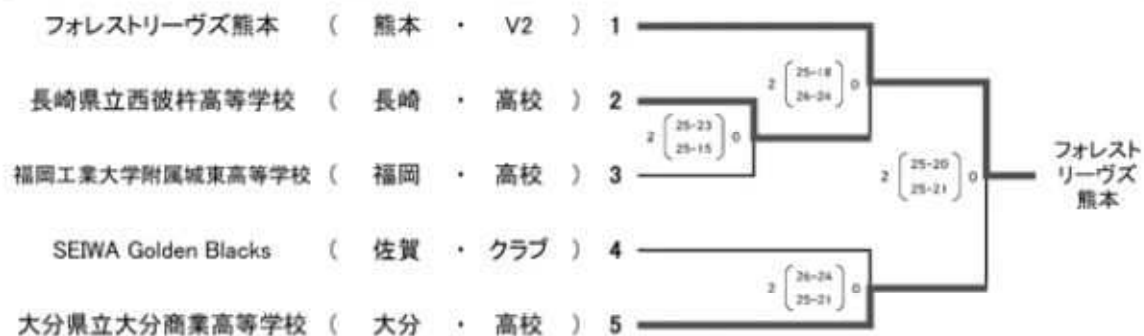 フォレストリーヴズ熊本 ( 熊本 ・ V2 ) 1
2 25-18 0
26-24
長崎県立西彼杵高等学校 ( 長崎 ・ 高校 ) 2
2 25-23 0
25-15
福岡工業大学附属城東高等学校 ( 福岡 ・ 高校 ) 3
2 25-20 0
25-21
フォレスト
リーヴズ
熊本
SEIWA Golden Blacks ( 佐賀 ・ クラブ ) 4
2 26-24 0
25-21
大分県立大分商業高等学校 ( 大分 ・ 高校 ) 5